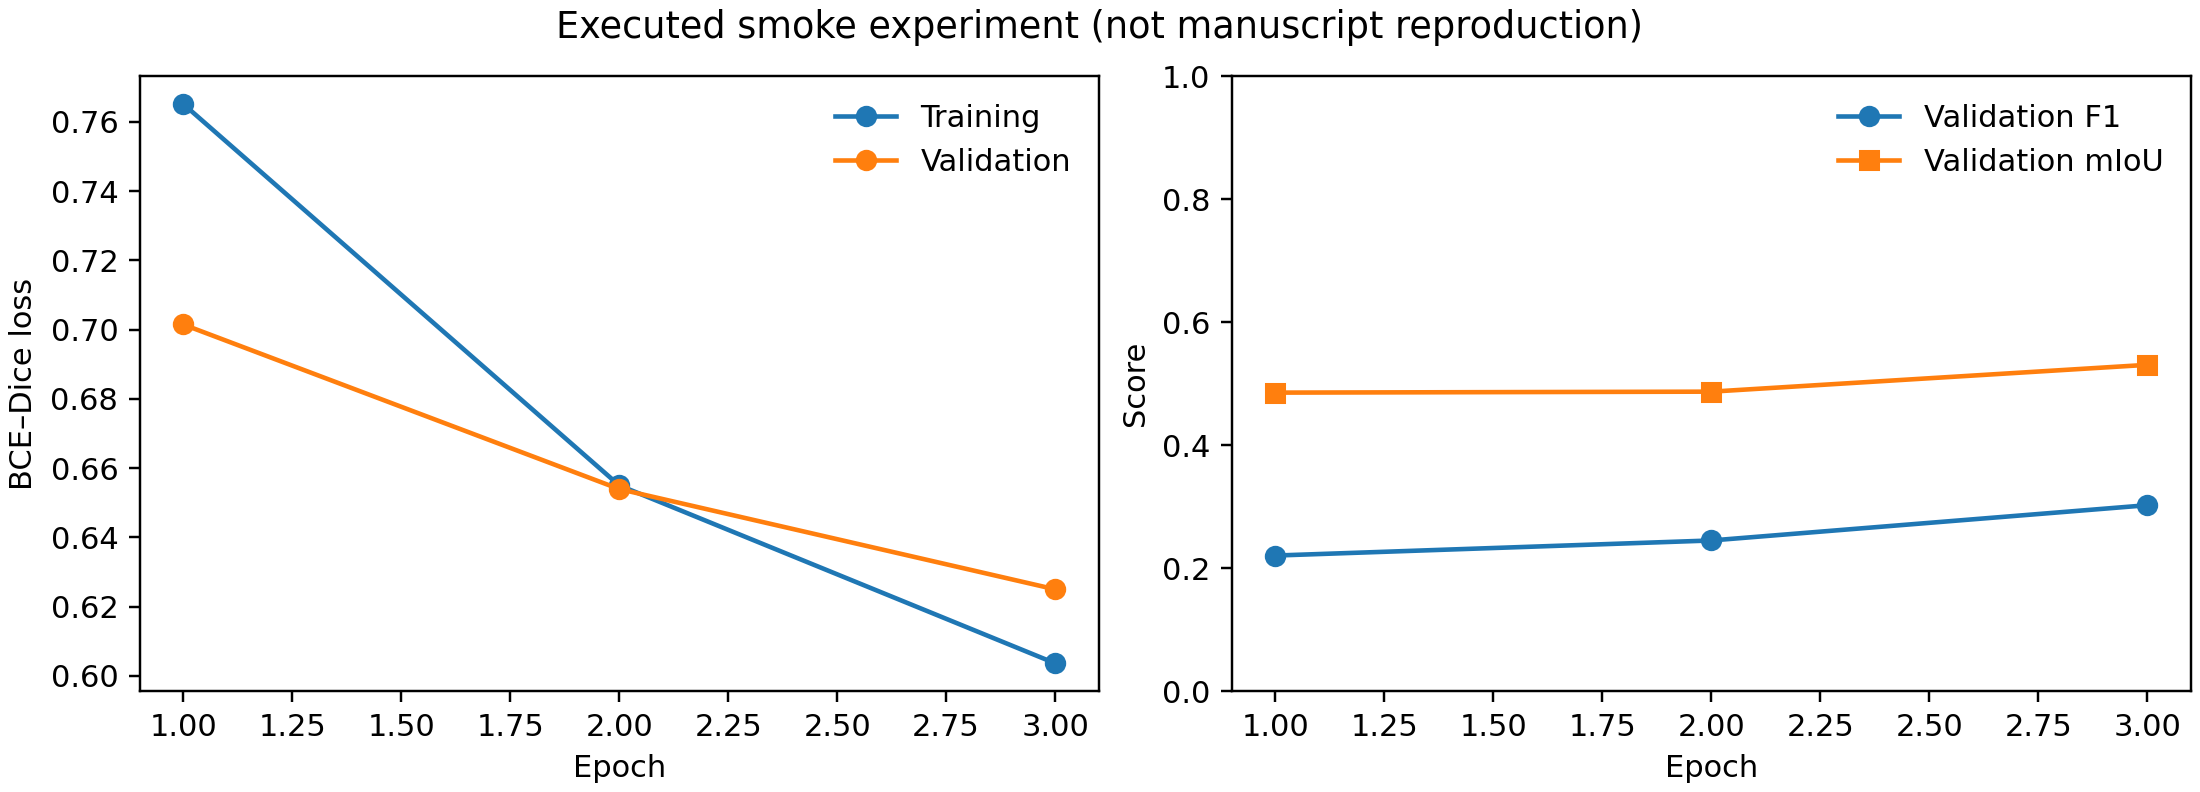 Executed smoke experiment (not manuscript reproduction)
BCE–Dice loss
0.76
0.74
0.72
0.70
0.68
0.66
0.64
0.62
0.60
Training
Validation
1.00 1.25 1.50 1.75 2.00 2.25 2.50 2.75 3.00
Epoch
Score
1.0
0.8
0.6
0.4
0.2
0.0
Validation F1
Validation mIoU
1.00 1.25 1.50 1.75 2.00 2.25 2.50 2.75 3.00
Epoch